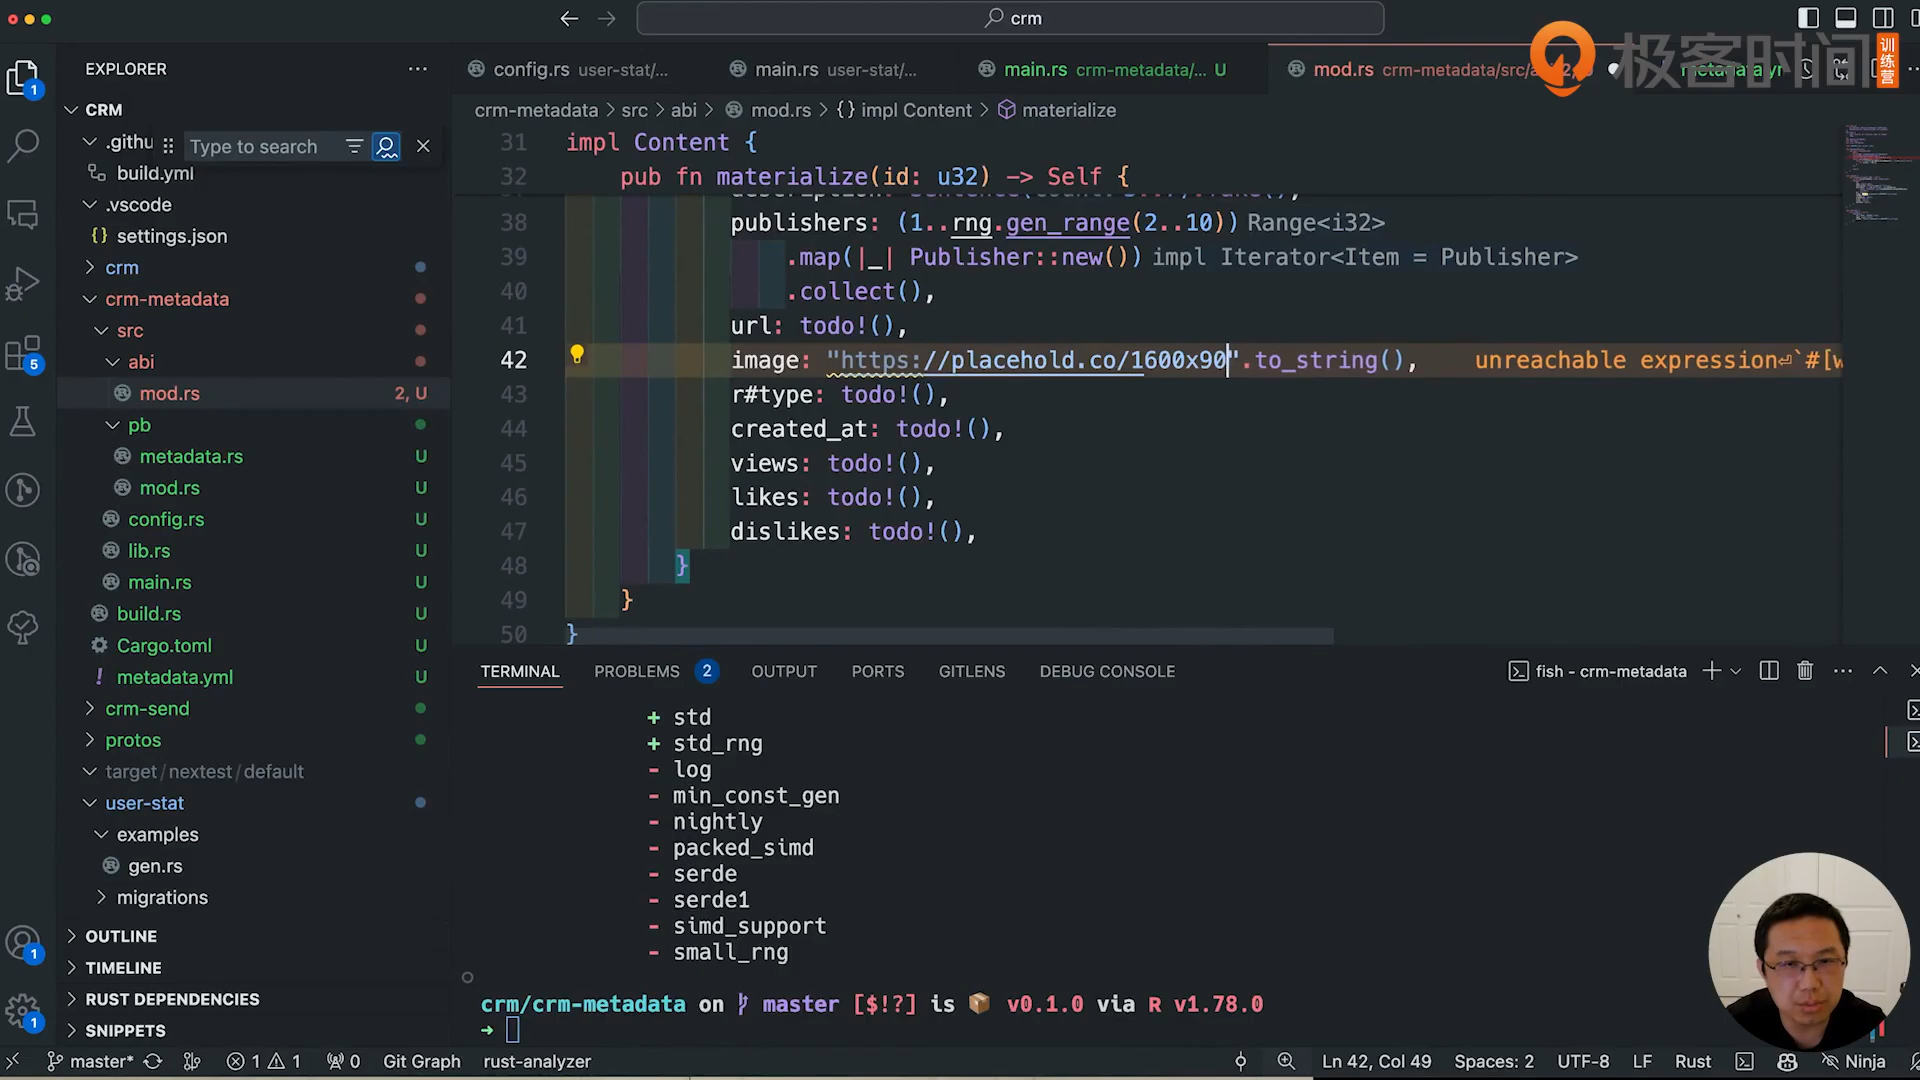 crm
极客时间 训练营
EXPLORER
CRM
.githu
Type to search
build.yml
.vscode
{} settings.json
crm
crm-metadata
src
abi
mod.rs 2, U
pb
metadata.rs U
mod.rs U
config.rs U
lib.rs U
main.rs U
build.rs U
Cargo.toml U
! metadata.yml U
crm-send
protos
target/nextest/default
user-stat
examples
gen.rs
migrations
OUTLINE
TIMELINE
RUST DEPENDENCIES
SNIPPETS
config.rs user-stat/...
main.rs user-stat/...
main.rs crm-metadata/... U
mod.rs crm-metadata/src/a
crm-metadata > src > abi > mod.rs > {} impl Content > materialize
31 impl Content {
32 pub fn materialize(id: u32) -> Self {
38 publishers: (1..rng.gen_range(2..10)) Range<i32>
39 .map(|_| Publisher::new()) impl Iterator<Item = Publisher>
40 .collect(),
41 url: todo!(),
42 image: "https://placehold.co/1600x90".to_string(), unreachable expression⏎`#[w
43 r#type: todo!(),
44 created_at: todo!(),
45 views: todo!(),
46 likes: todo!(),
47 dislikes: todo!(),
48 }
49 }
50 }
TERMINAL PROBLEMS 2 OUTPUT PORTS GITLENS DEBUG CONSOLE
fish - crm-metadata
+ std
+ std_rng
- log
- min_const_gen
- nightly
- packed_simd
- serde
- serde1
- simd_support
- small_rng
crm/crm-metadata on master [$!?] is 📦 v0.1.0 via R v1.78.0
→
1
5
1
1
master* 1 1 0 Git Graph rust-analyzer
Ln 42, Col 49 Spaces: 2 UTF-8 LF Rust Ninja